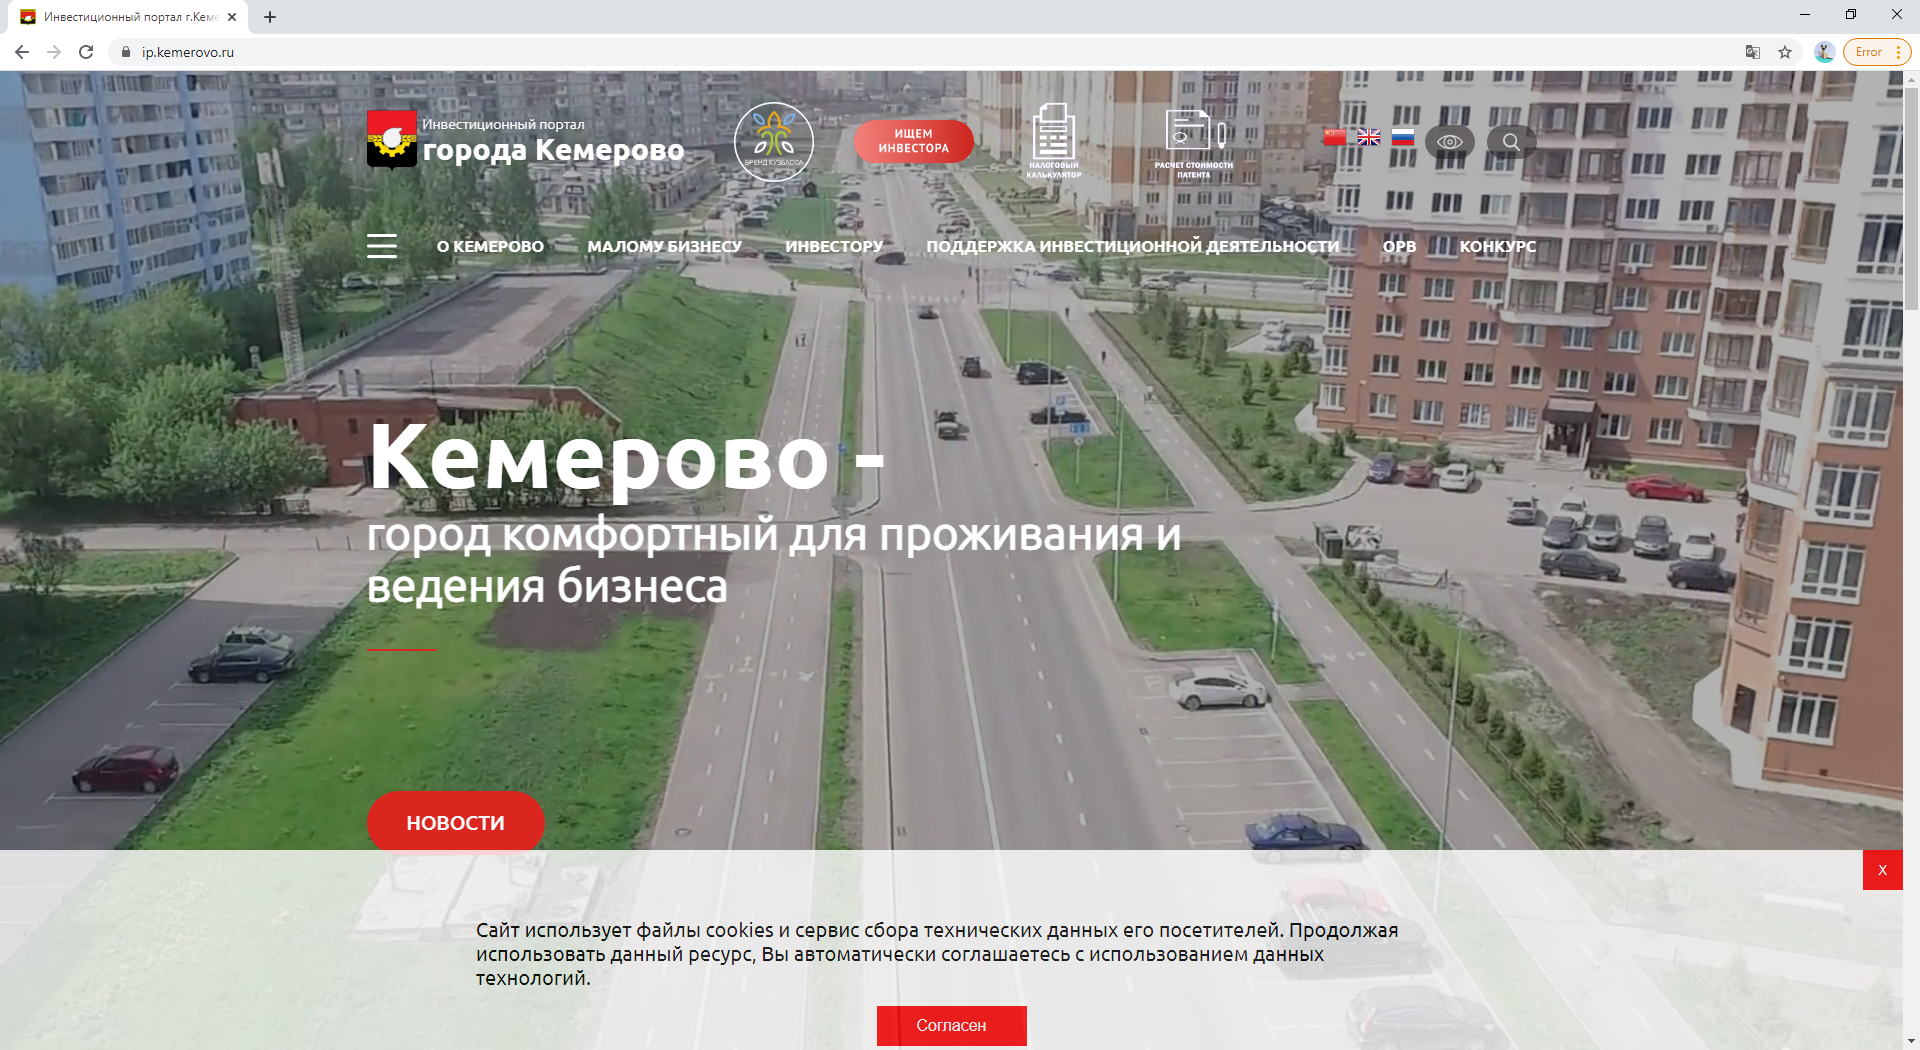 Инвестиционный портал г.Кеме
ip.kemerovo.ru
Error
Инвестиционный портал
города Кемерово
БРЕНД КУЗБАССА
ИЩЕМ
ИНВЕСТОРА
НАЛОГОВЫЙ
КАЛЬКУЛЯТОР
РАСЧЕТ СТОИМОСТИ
ПАТЕНТА
О КЕМЕРОВО
МАЛОМУ БИЗНЕСУ
ИНВЕСТОРУ
ПОДДЕРЖКА ИНВЕСТИЦИОННОЙ ДЕЯТЕЛЬНОСТИ
ОРВ
КОНКУРС
Кемерово -
город комфортный для проживания и
ведения бизнеса
НОВОСТИ
X
Сайт использует файлы cookies и сервис сбора технических данных его посетителей. Продолжая
использовать данный ресурс, Вы автоматически соглашаетесь с использованием данных
технологий.
Согласен